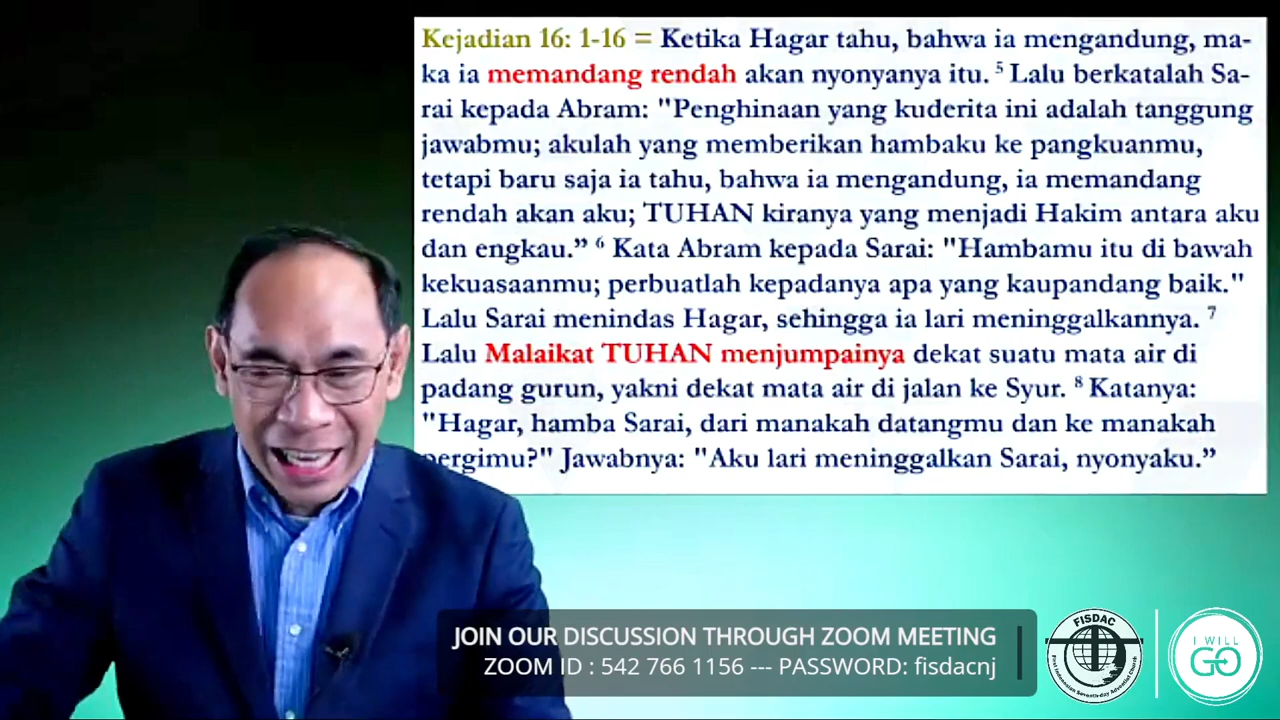 Kejadian 16: 1-16 = Ketika Hagar tahu, bahwa ia mengandung, ma-
ka ia memandang rendah akan nyonyanya itu. ⁵ Lalu berkatalah Sa-
rai kepada Abram: "Penghinaan yang kuderita ini adalah tanggung
jawabmu; akulah yang memberikan hambaku ke pangkuanmu,
tetapi baru saja ia tahu, bahwa ia mengandung, ia memandang
rendah akan aku; TUHAN kiranya yang menjadi Hakim antara aku
dan engkau.” ⁶ Kata Abram kepada Sarai: "Hambamu itu di bawah
kekuasaanmu; perbuatlah kepadanya apa yang kaupandang baik."
Lalu Sarai menindas Hagar, sehingga ia lari meninggalkannya. ⁷
Lalu Malaikat TUHAN menjumpainya dekat suatu mata air di
padang gurun, yakni dekat mata air di jalan ke Syur. ⁸ Katanya:
"Hagar, hamba Sarai, dari manakah datangmu dan ke manakah
pergimu?" Jawabnya: "Aku lari meninggalkan Sarai, nyonyaku.”
JOIN OUR DISCUSSION THROUGH ZOOM MEETING
ZOOM ID : 542 766 1156 --- PASSWORD: fisdacnj
FISDAC
First Indonesian Seventh-day Adventist Church
I WILL
GO